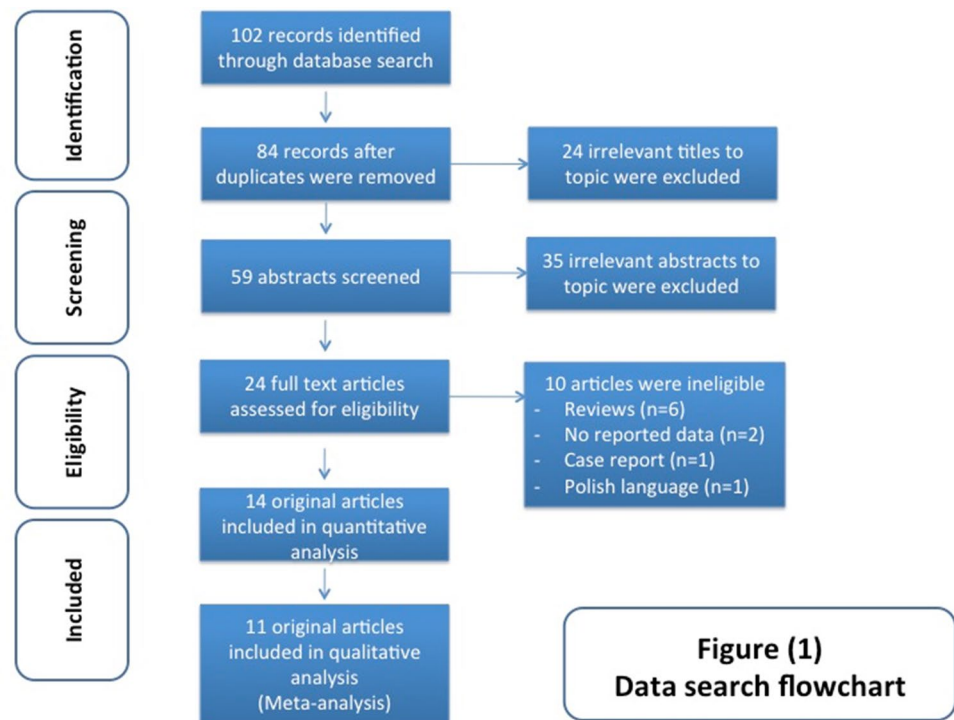 Identification
102 records identified
through database search
84 records after
duplicates were removed
24 irrelevant titles to
topic were excluded
Screening
59 abstracts screened
35 irrelevant abstracts to
topic were excluded
Eligibility
24 full text articles
assessed for eligibility
10 articles were ineligible
- Reviews (n=6)
- No reported data (n=2)
- Case report (n=1)
- Polish language (n=1)
Included
14 original articles
included in quantitative
analysis
11 original articles
included in qualitative
analysis
(Meta-analysis)
Figure (1)
Data search flowchart